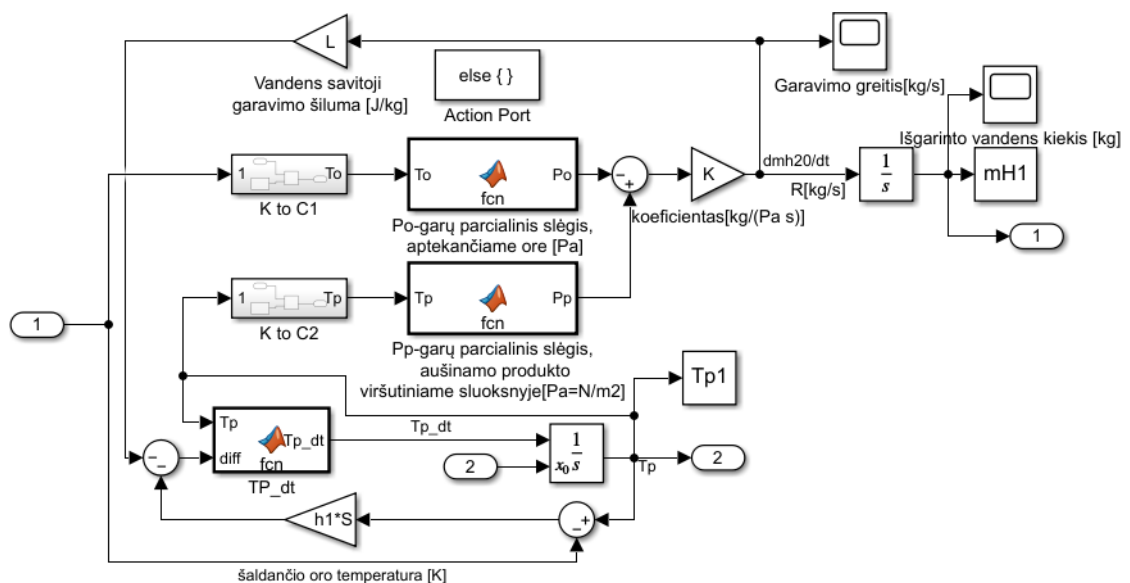 L
Vandens savitoji
garavimo šiluma [J/kg]
else { }
Action Port
Garavimo greitis[kg/s]
Išgarinto vandens kiekis [kg]
1 To
K to C1
To Po
fcn
Po-garų parcialinis slėgis,
aptekančiame ore [Pa]
K
koeficientas[kg/(Pa s)]
dmh20/dt
R[kg/s]
1
s
mH1
1
1
1 Tp
K to C2
Tp Pp
fcn
Pp-garų parcialinis slėgis,
aušinamo produkto
viršutiniame sluoksnyje[Pa=N/m2]
Tp1
Tp
diff
Tp_dt
fcn
TP_dt
Tp_dt
2
1
x₀ s
Tp
2
h1*S
šaldančio oro temperatura [K]